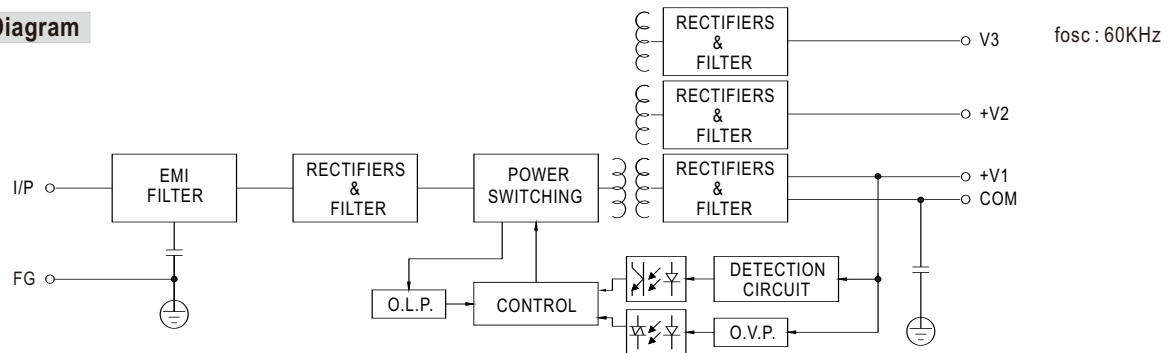 Diagram
fosc : 60KHz
RECTIFIERS
&
FILTER
V3
RECTIFIERS
&
FILTER
+V2
I/P
EMI
FILTER
RECTIFIERS
&
FILTER
POWER
SWITCHING
RECTIFIERS
&
FILTER
+V1
COM
FG
O.L.P.
CONTROL
DETECTION
CIRCUIT
O.V.P.